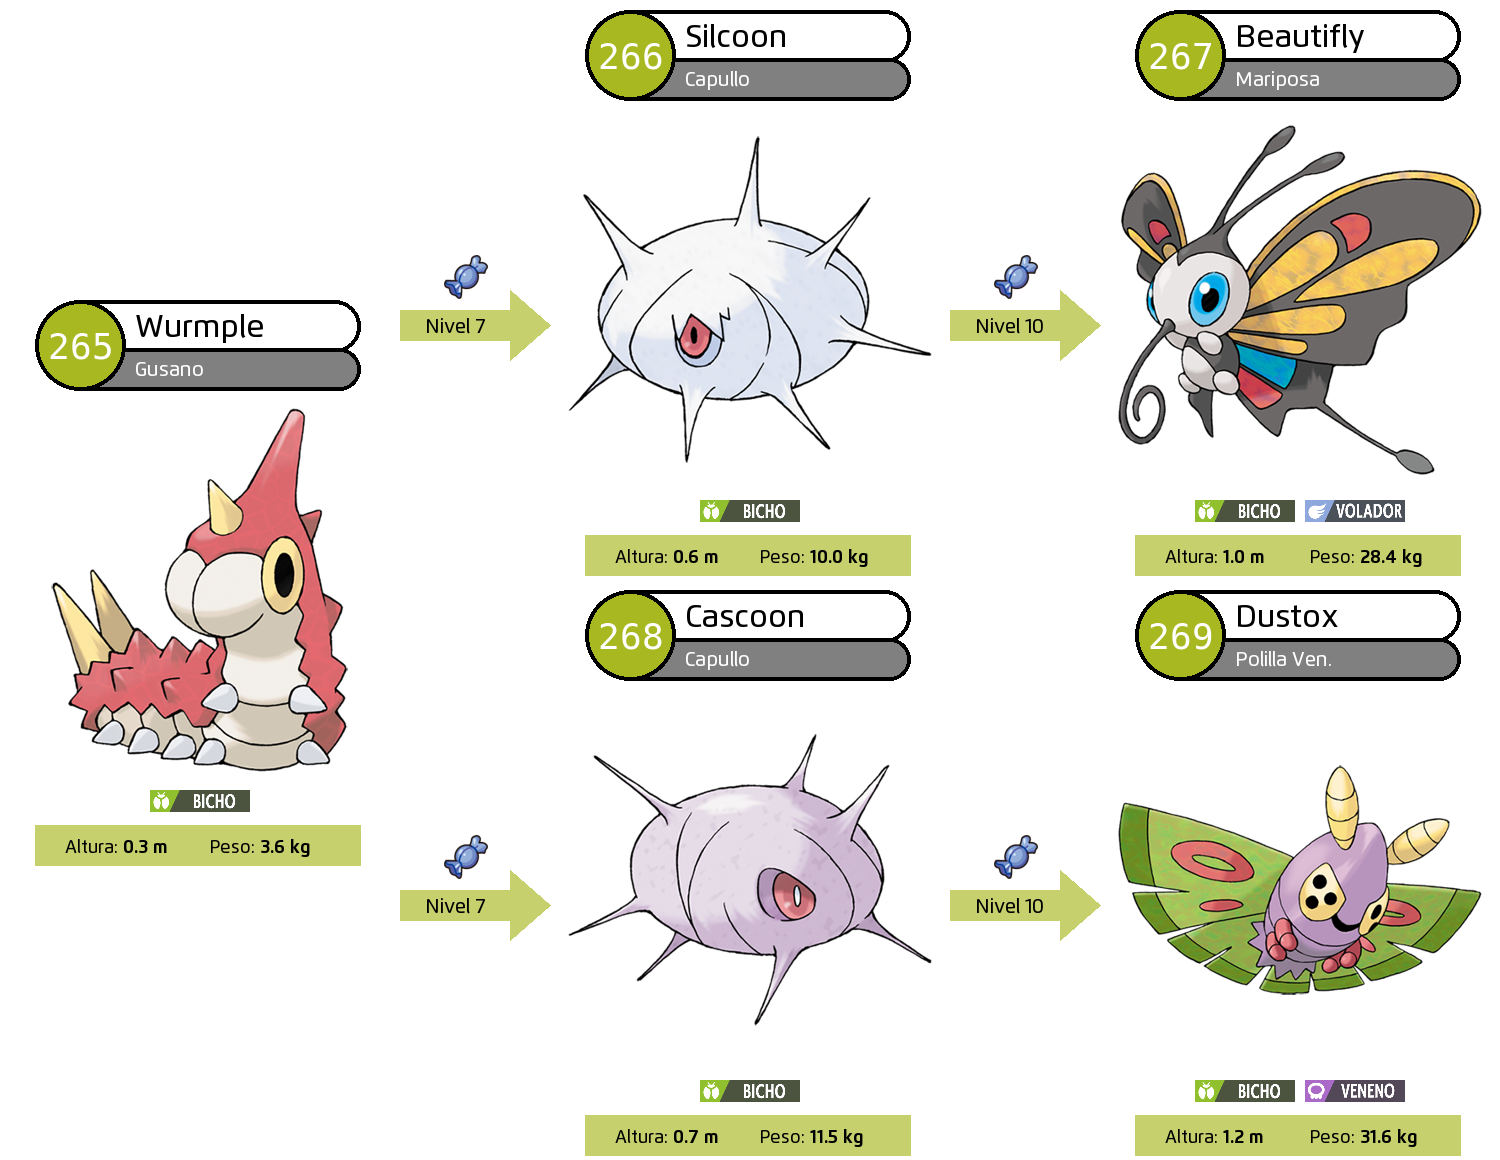 265
Wurmple
Gusano
BICHO
Altura: 0.3 m Peso: 3.6 kg
Nivel 7
266
Silcoon
Capullo
BICHO
Altura: 0.6 m Peso: 10.0 kg
Nivel 10
267
Beautifly
Mariposa
BICHO VOLADOR
Altura: 1.0 m Peso: 28.4 kg
Nivel 7
268
Cascoon
Capullo
BICHO
Altura: 0.7 m Peso: 11.5 kg
Nivel 10
269
Dustox
Polilla Ven.
BICHO VENENO
Altura: 1.2 m Peso: 31.6 kg